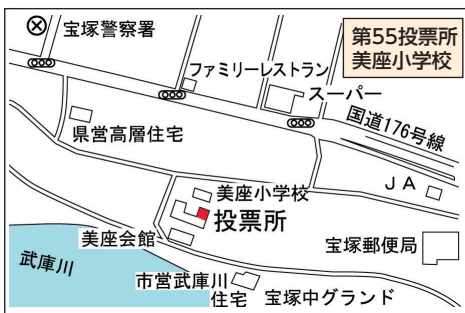 宝塚警察署
第55投票所
美座小学校
ファミリーレストラン
スーパー
国道176号線
県営高層住宅
JA
美座小学校
投票所
美座会館
宝塚郵便局
武庫川
市営武庫川
住宅
宝塚中グランド